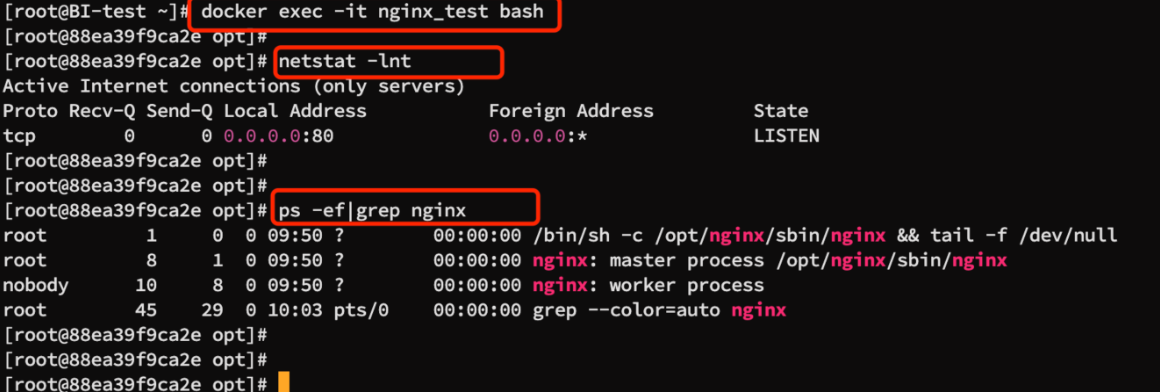 [root@BI-test ~]# docker exec -it nginx_test bash
[root@88ea39f9ca2e opt]#
[root@88ea39f9ca2e opt]# netstat -lnt
Active Internet connections (only servers)
Proto Recv-Q Send-Q Local Address           Foreign Address         State
tcp        0      0 0.0.0.0:80              0.0.0.0:*               LISTEN
[root@88ea39f9ca2e opt]#
[root@88ea39f9ca2e opt]#
[root@88ea39f9ca2e opt]# ps -ef|grep nginx
root         1     0  0 09:50 ?        00:00:00 /bin/sh -c /opt/nginx/sbin/nginx && tail -f /dev/null
root         8     1  0 09:50 ?        00:00:00 nginx: master process /opt/nginx/sbin/nginx
nobody      10     8  0 09:50 ?        00:00:00 nginx: worker process
root        45    29  0 10:03 pts/0    00:00:00 grep --color=auto nginx
[root@88ea39f9ca2e opt]#
[root@88ea39f9ca2e opt]#
[root@88ea39f9ca2e opt]#